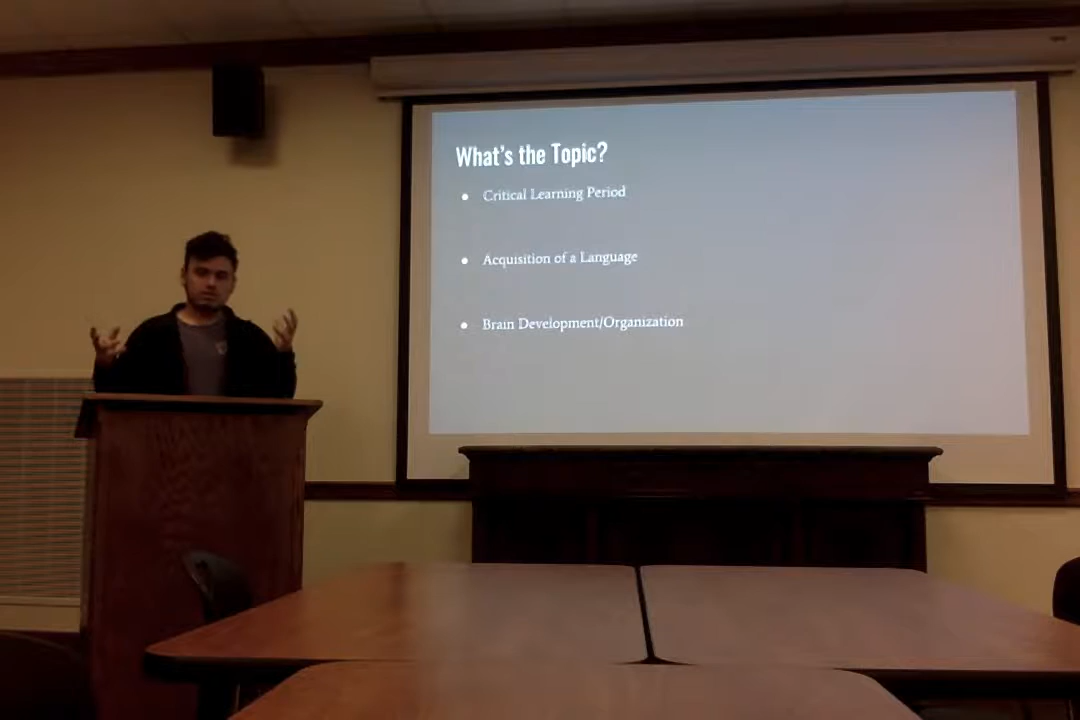 What's the Topic?
Critical Learning Period
Acquisition of a Language
Brain Development/Organization